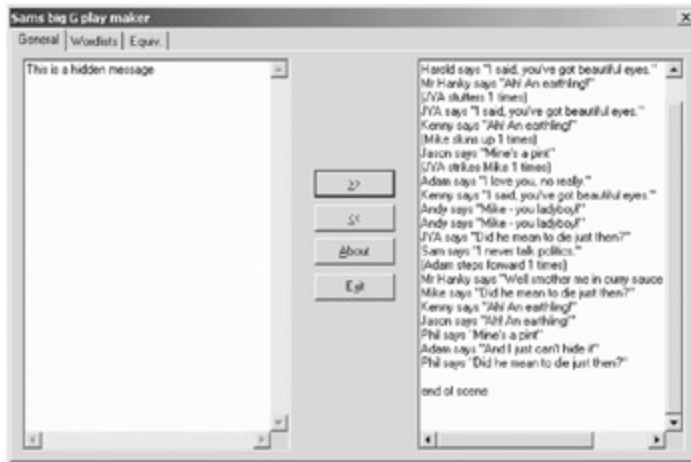 Sams big G play maker
General Wordlists Equiv.
This is a hidden message
>>
<<
About
Exit
Harold says "I said, you've got beautiful eyes."
Mr Hanky says "Ah! An earthling!"
(JYA stutters 1 times)
JYA says "I said, you've got beautiful eyes."
Kenny says "Ah! An earthling!"
(Mike skins up 1 times)
Jason says "Mine's a pint"
(JYA strikes Mike 1 times)
Adam says "I love you, no really."
Kenny says "I said, you've got beautiful eyes."
Andy says "Mike - you ladyboy!"
Andy says "Mike - you ladyboy!"
JYA says "Did he mean to die just then?"
Sam says "I never talk politics."
(Adam steps forward 1 times)
Mr Hanky says "Well smother me in curry sauce
Mike says "Did he mean to die just then?"
Kenny says "Ah! An earthling!"
Jason says "Ah! An earthling!"
Phil says "Mine's a pint"
Adam says "And I just can't hide it"
Phil says "Did he mean to die just then?"
end of scene